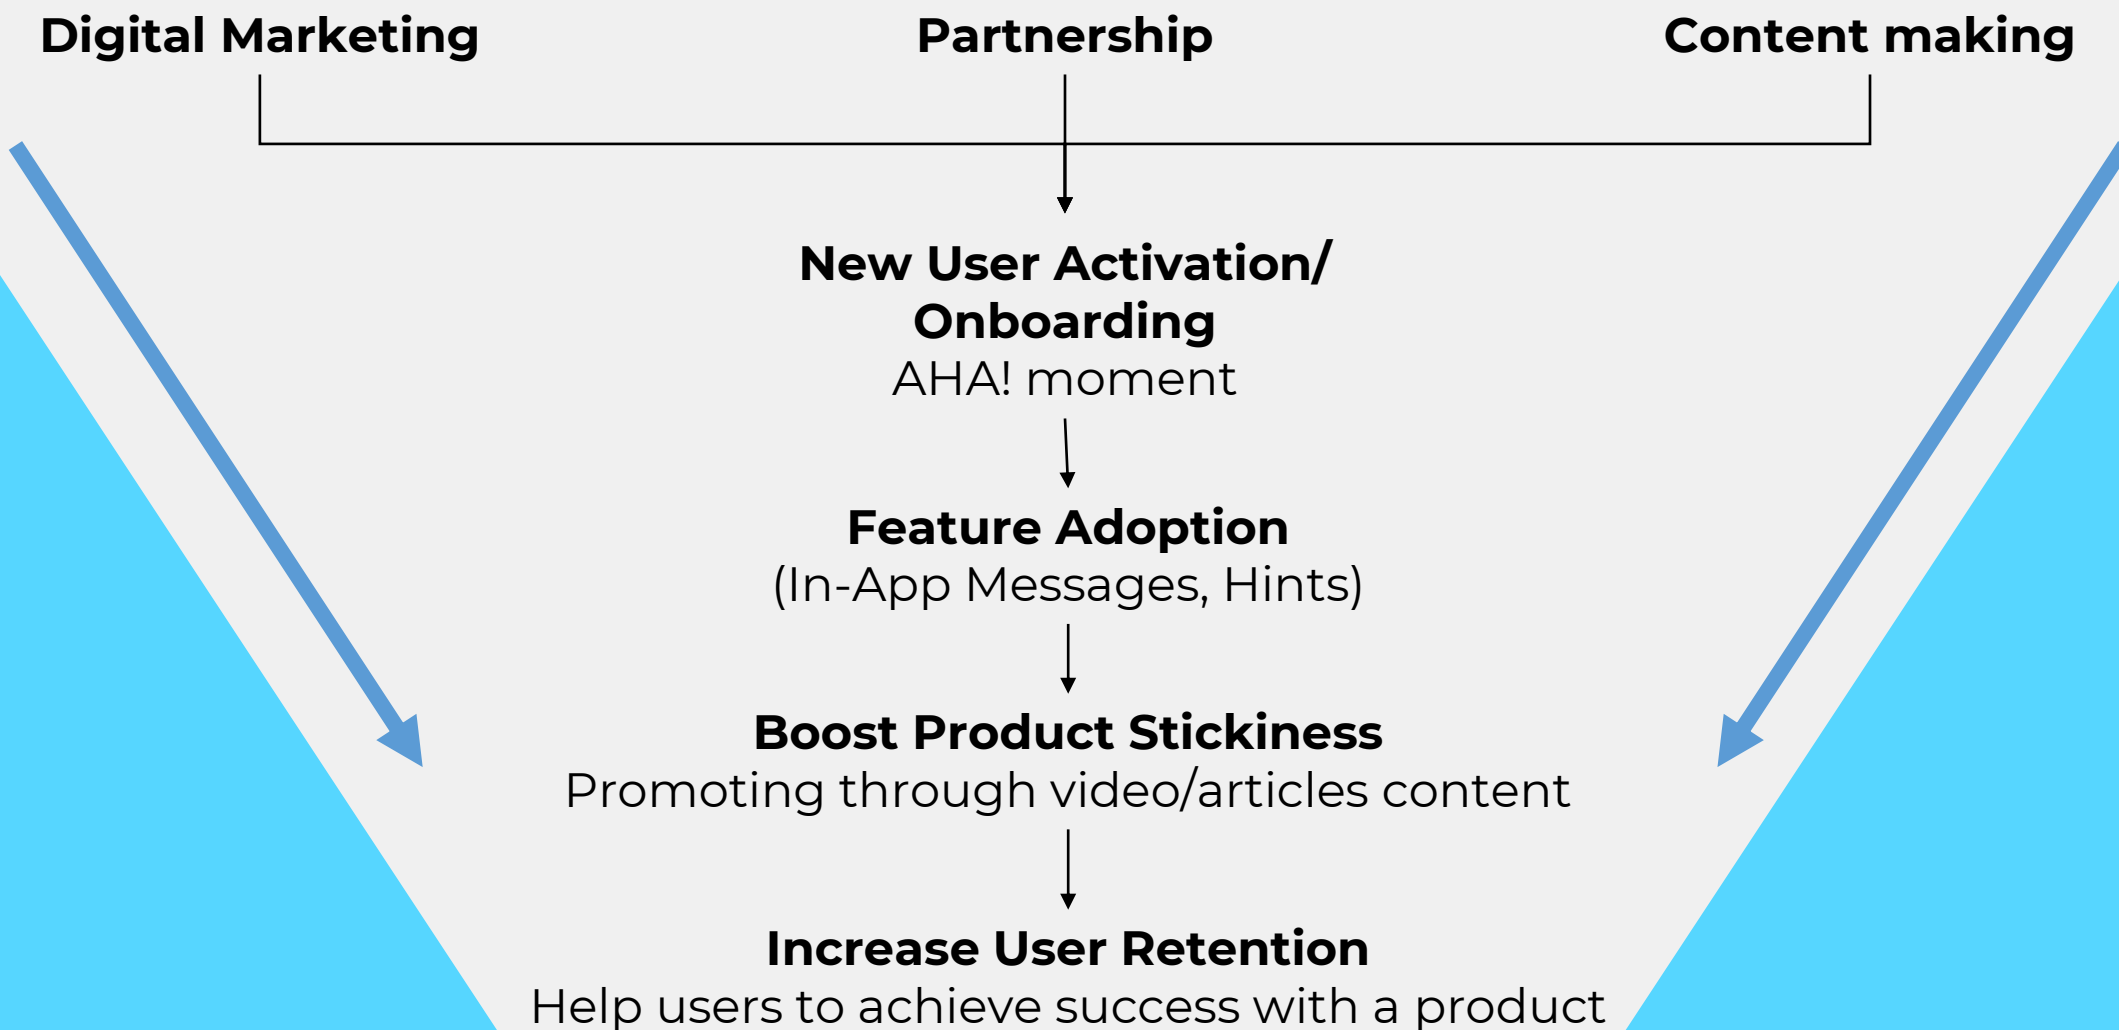 Digital Marketing
Partnership
Content making
New User Activation/
Onboarding
AHA! moment
Feature Adoption
(In-App Messages, Hints)
Boost Product Stickiness
Promoting through video/articles content
Increase User Retention
Help users to achieve success with a product